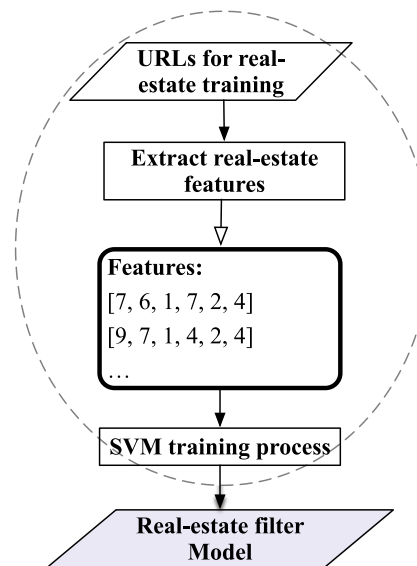 URLs for real-
estate training
Extract real-estate
features
Features:
[7, 6, 1, 7, 2, 4]
[9, 7, 1, 4, 2, 4]
...
SVM training process
Real-estate filter
Model